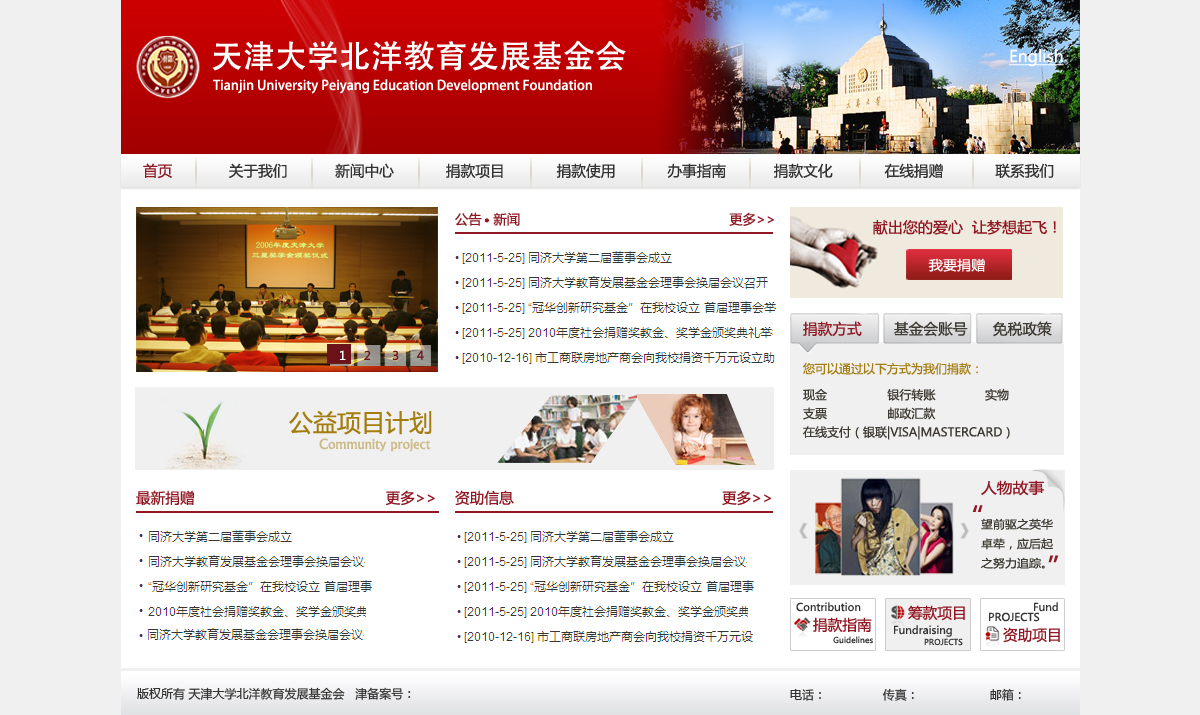 天津大学北洋教育发展基金会
Tianjin University Peiyang Education Development Foundation
English
首页 关于我们 新闻中心 捐款项目 捐款使用 办事指南 捐款文化 在线捐赠 联系我们
2006年度天津大学
三星奖学金颁奖仪式
1 2 3 4
公告 • 新闻 更多>>
• [2011-5-25] 同济大学第二届董事会成立
• [2011-5-25] 同济大学教育发展基金会理事会换届会议召开
• [2011-5-25] “冠华创新研究基金” 在我校设立 首届理事会举
• [2011-5-25] 2010年度社会捐赠奖教金、奖学金颁奖典礼举
• [2010-12-16] 市工商联房地产商会向我校捐资千万元设立助
献出您的爱心 让梦想起飞！
我要捐赠
捐款方式 基金会账号 免税政策
您可以通过以下方式为我们捐款：
现金 银行转账 实物
支票 邮政汇款
在线支付（银联|VISA|MASTERCARD）
公益项目计划
Community project
最新捐赠 更多>>
• 同济大学第二届董事会成立
• 同济大学教育发展基金会理事会换届会议
• “冠华创新研究基金” 在我校设立 首届理事
• 2010年度社会捐赠奖教金、奖学金颁奖典
• 同济大学教育发展基金会理事会换届会议
资助信息 更多>>
• [2011-5-25] 同济大学第二届董事会成立
• [2011-5-25] 同济大学教育发展基金会理事会换届会议
• [2011-5-25] “冠华创新研究基金” 在我校设立 首届理事
• [2011-5-25] 2010年度社会捐赠奖教金、奖学金颁奖典
• [2010-12-16] 市工商联房地产商会向我校捐资千万元设
人物故事
“望前驱之英华
卓荦，应后起
之努力追踪。”
Contribution
捐款指南
Guidelines
筹款项目
Fundraising
PROJECTS
Fund
PROJECTS
资助项目
版权所有 天津大学北洋教育发展基金会 津备案号： 电话： 传真： 邮箱：